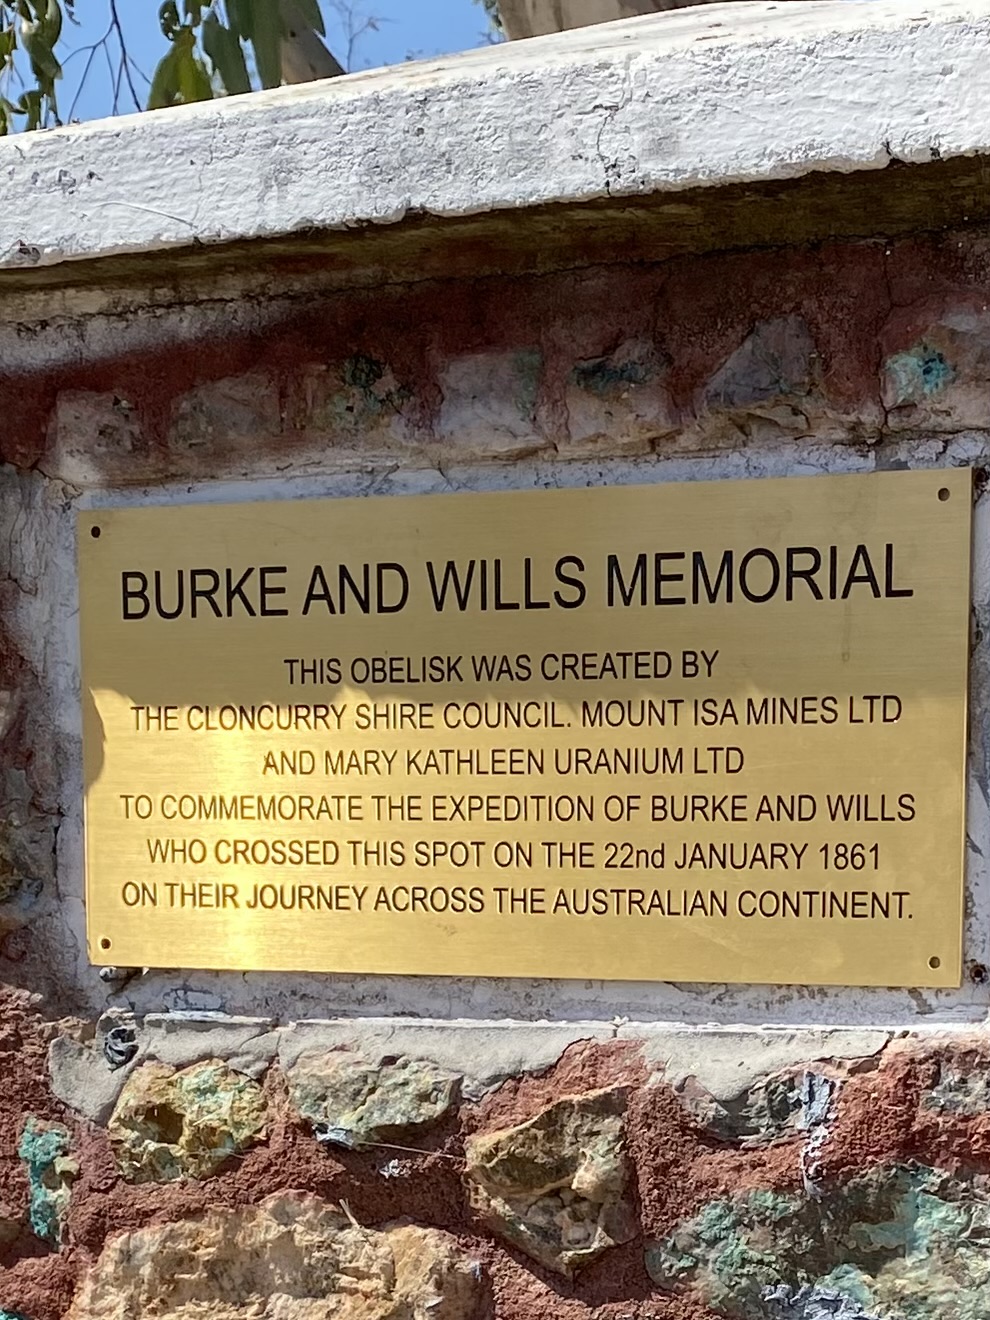 BURKE AND WILLS MEMORIAL
THIS OBELISK WAS CREATED BY
THE CLONCURRY SHIRE COUNCIL. MOUNT ISA MINES LTD
AND MARY KATHLEEN URANIUM LTD
TO COMMEMORATE THE EXPEDITION OF BURKE AND WILLS
WHO CROSSED THIS SPOT ON THE 22nd JANUARY 1861
ON THEIR JOURNEY ACROSS THE AUSTRALIAN CONTINENT.